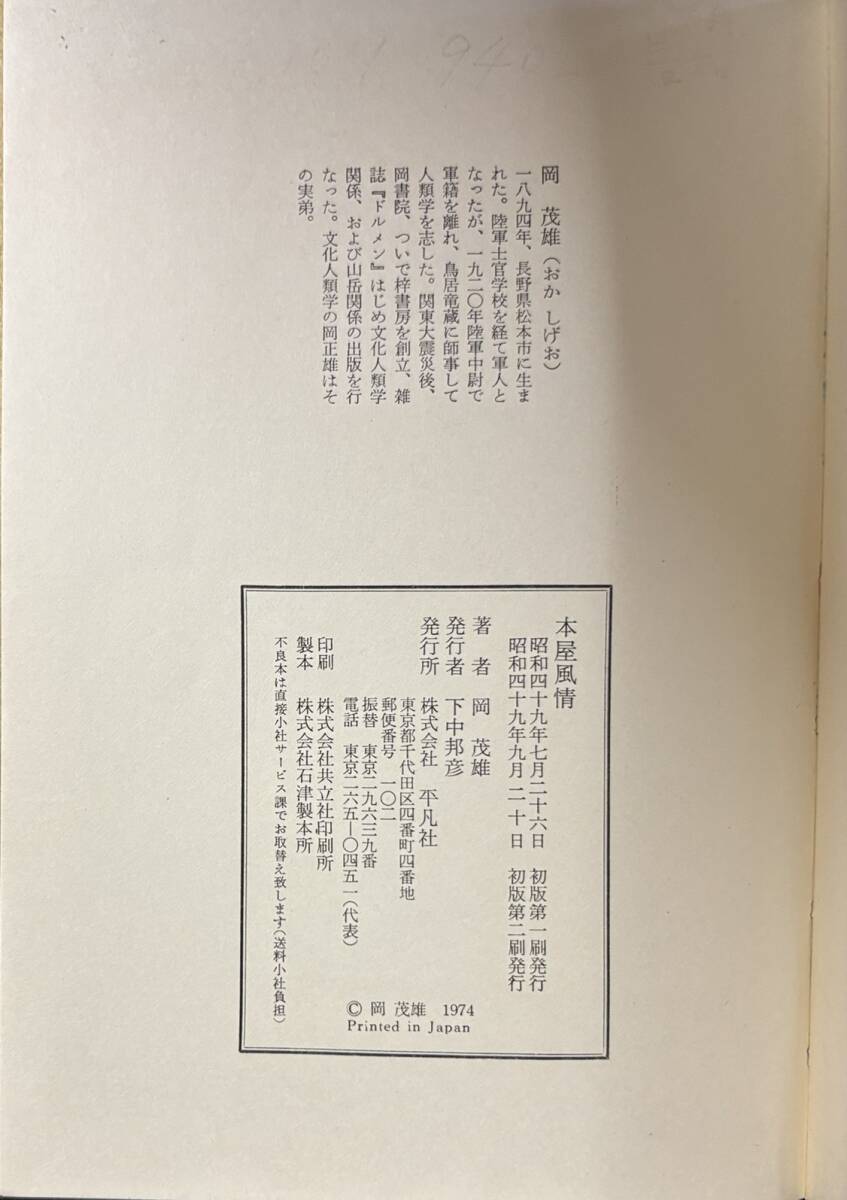 岡　茂雄（おか しげお）
一八九四年、長野県松本市に生ま
れた。陸軍士官学校を経て軍人と
なったが、一九二〇年陸軍中尉で
軍籍を離れ、鳥居竜蔵に師事して
人類学を志した。関東大震災後、
岡書院、ついで梓書房を創立、雑
誌『ドルメン』はじめ文化人類学
関係、および山岳関係の出版を行
なった。文化人類学の岡正雄はそ
の実弟。
本屋風情
昭和四十九年七月二十六日　初版第一刷発行
昭和四十九年九月二十日　初版第二刷発行
著者　岡　茂雄
発行者　下中邦彦
発行所　株式会社　平凡社
東京都千代田区四番町四番地
郵便番号　一〇二
振替　東京二九六三九番
電話　東京二六五―〇四五一（代表）
印刷　株式会社共立社印刷所
製本　株式会社石津製本所
不良本は直接小社サービス課でお取替え致します（送料小社負担）
© 岡 茂雄 1974
Printed in Japan